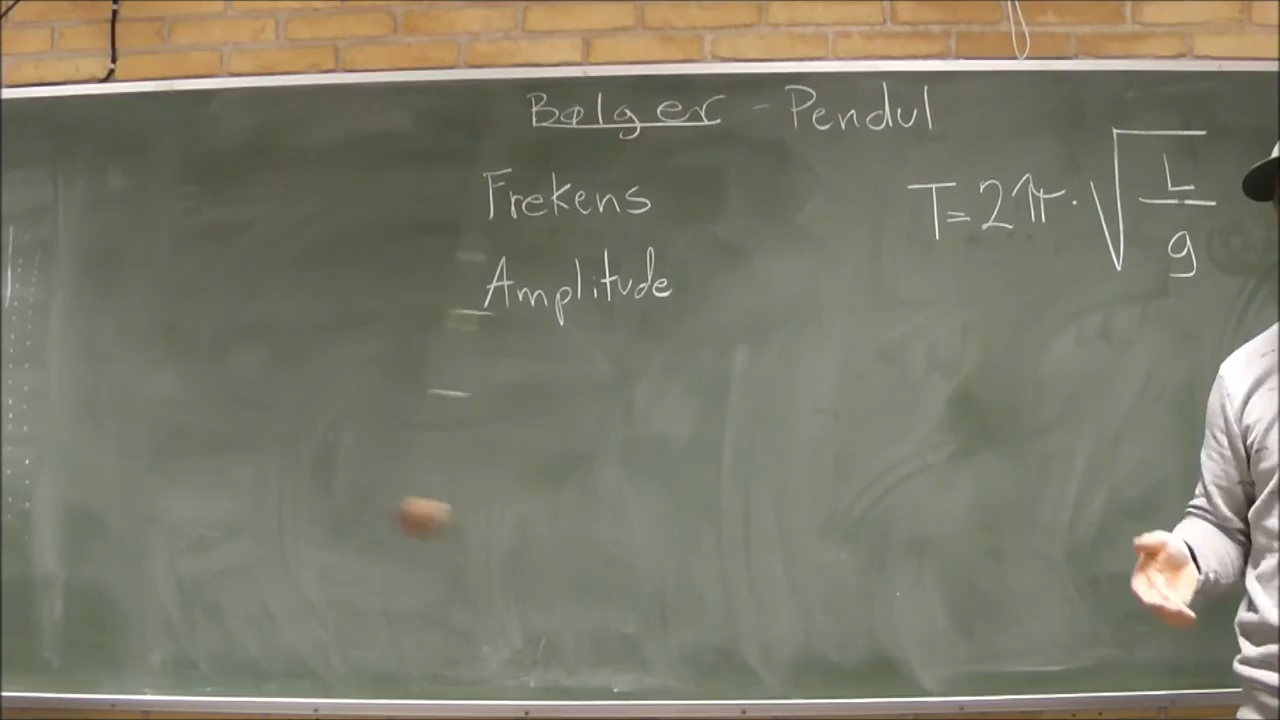 Bølger - Pendul
Frekens
Amplitude
T = 2π · √(L/g)